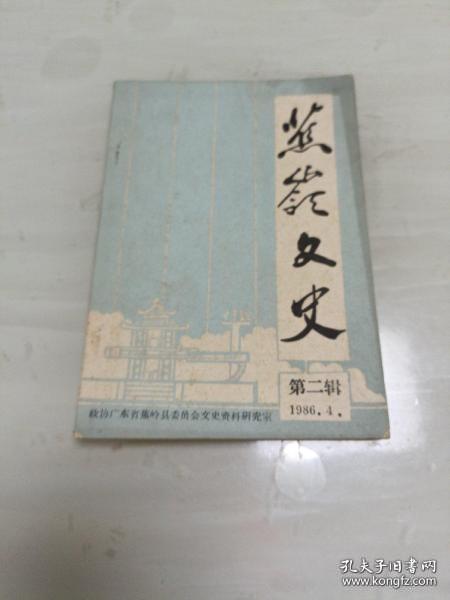 蕉岭文史
第二辑
1986.4.
政协广东省蕉岭县委员会文史资料研究室
孔夫子旧书网
www.kongfz.com